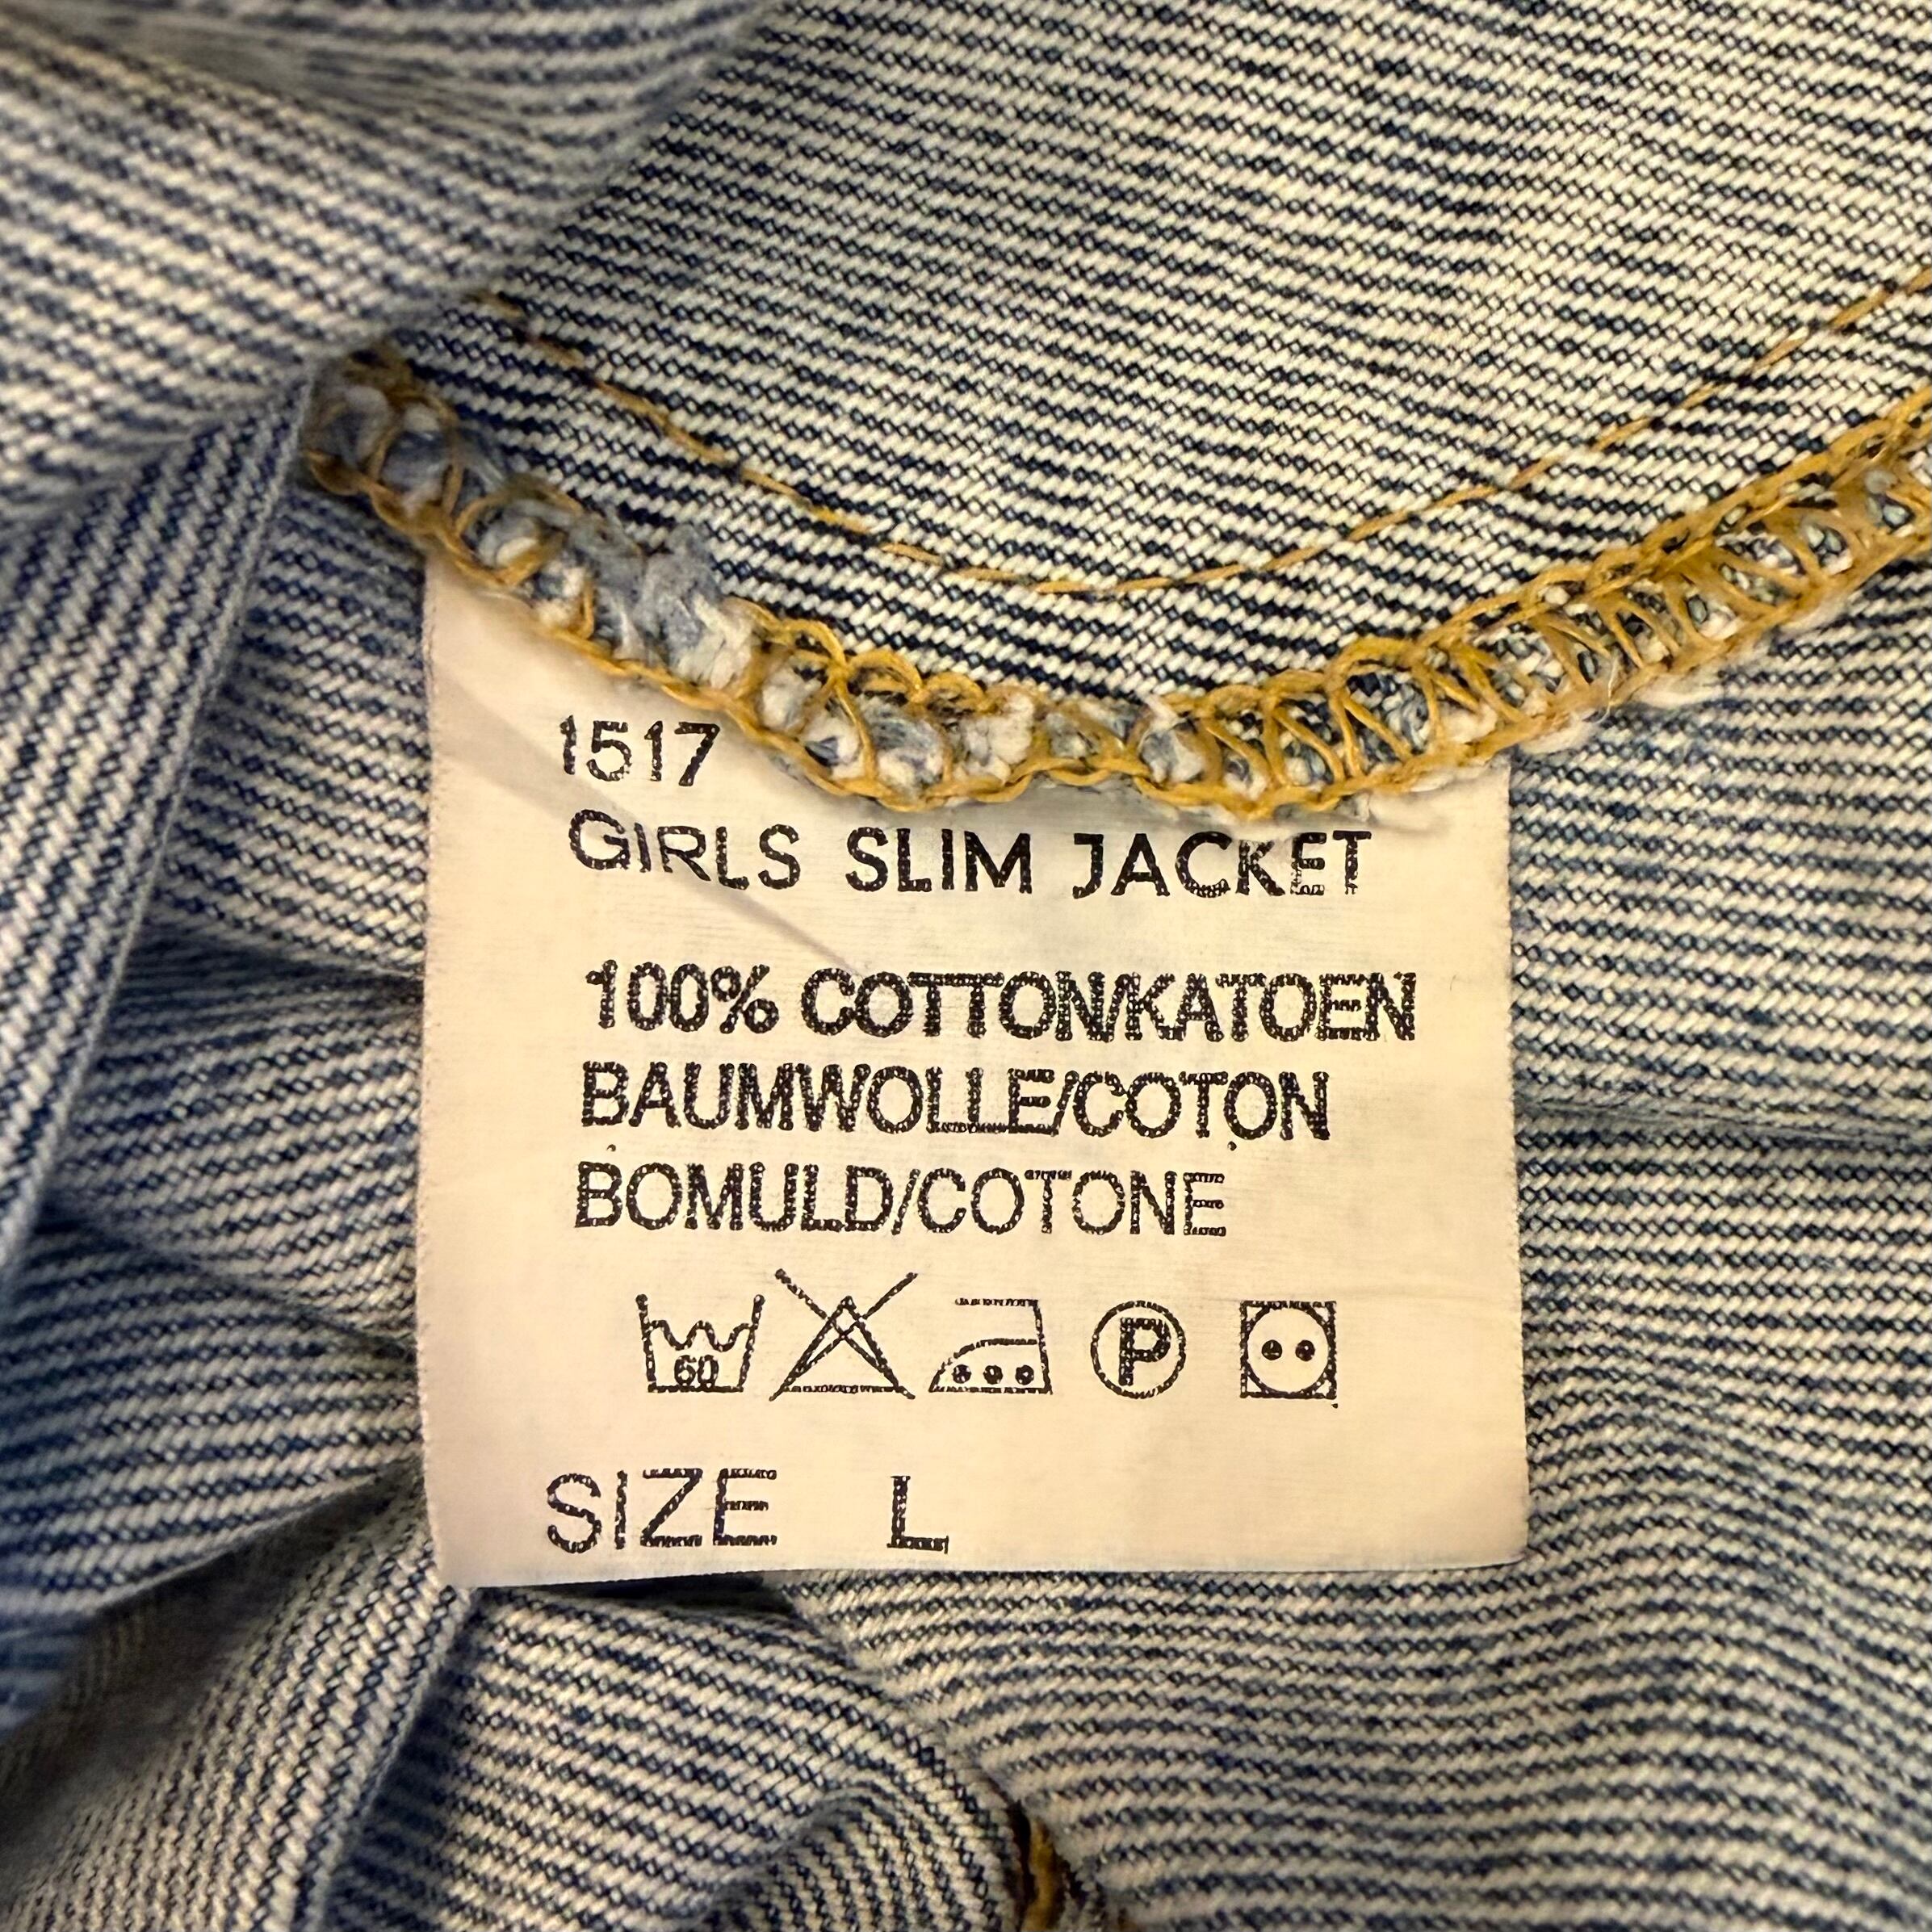 1517
GIRLS SLIM JACKET
100% COTTON/KATOEN
BAUMWOLLE/COTON
BOMULD/COTONE
60
P
SIZE L